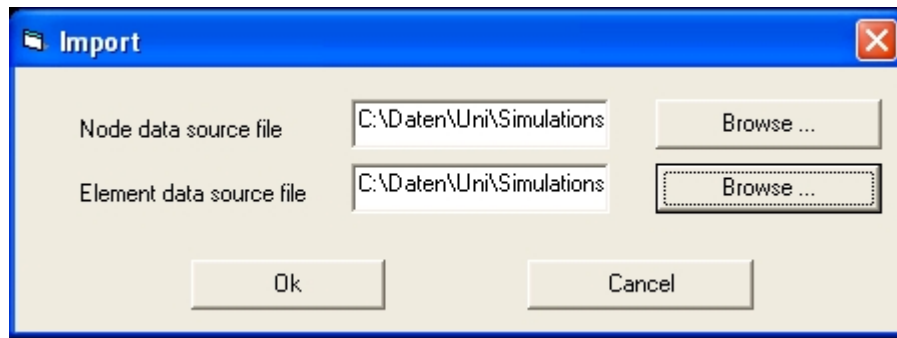 Import
Node data source file C:\Daten\Uni\Simulations Browse ...
Element data source file C:\Daten\Uni\Simulations Browse ...
Ok Cancel